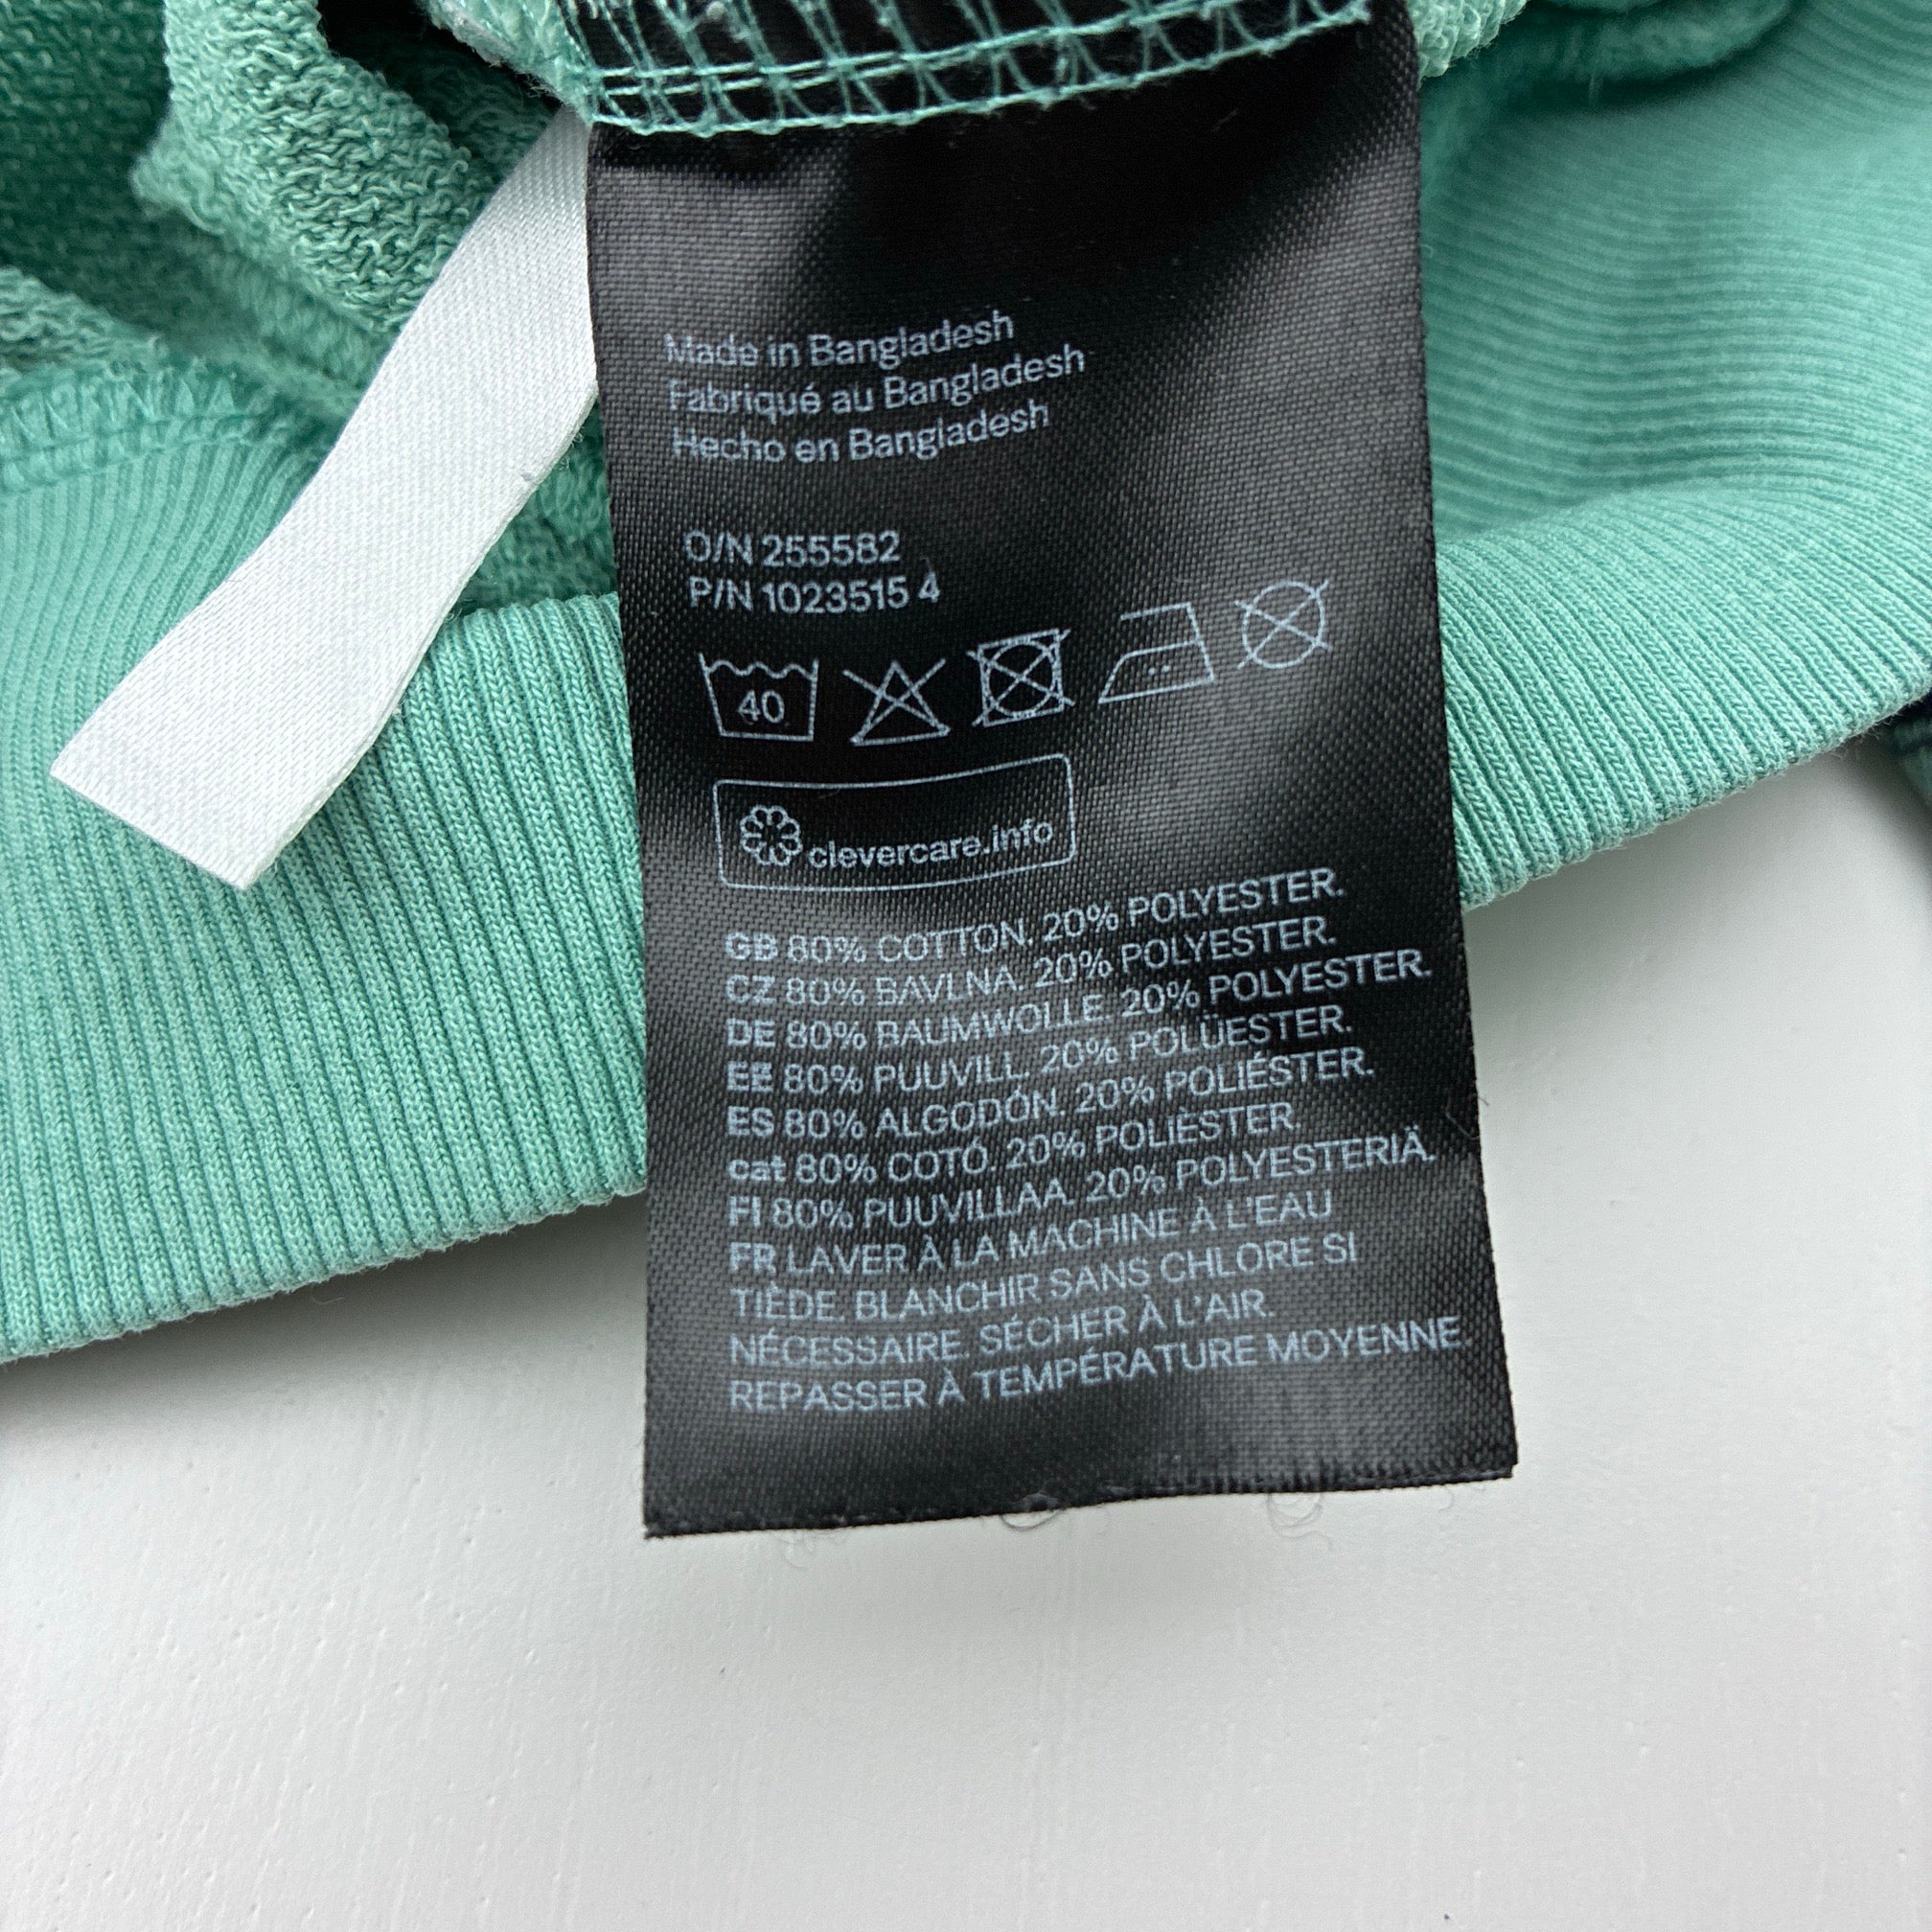 Made in Bangladesh
Fabriqué au Bangladesh
Hecho en Bangladesh
O/N 255582
P/N 1023515 4
40
clevercare.info
GB 80% COTTON. 20% POLYESTER.
CZ 80% BAVLNA. 20% POLYESTER.
DE 80% BAUMWOLLE. 20% POLYESTER.
EE 80% PUUVILL. 20% POLÜESTER.
ES 80% ALGODÓN. 20% POLIÉSTER.
cat 80% COTÓ. 20% POLIÈSTER.
FI 80% PUUVILLAA. 20% POLYESTERIÄ.
FR LAVER À LA MACHINE À L'EAU
TIÈDE. BLANCHIR SANS CHLORE SI
NÉCESSAIRE. SÉCHER À L'AIR.
REPASSER À TEMPÉRATURE MOYENNE.